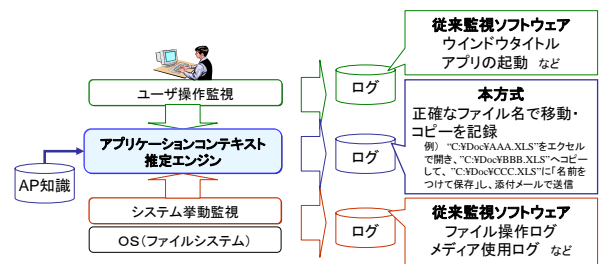 ユーザ操作監視
アプリケーションコンテキスト
推定エンジン
AP知識
システム挙動監視
OS(ファイルシステム)
ログ
従来監視ソフトウェア
ウインドウタイトル
アプリの起動 など
ログ
本方式
正確なファイル名で移動・
コピーを記録
例) “C:¥Doc¥AAA.XLS”をエクセル
で開き、”C:¥Doc¥BBB.XLS”へコピー
して、”C:¥Doc¥CCC.XLS”に「名前を
つけて保存」し、添付メールで送信
ログ
従来監視ソフトウェア
ファイル操作ログ
メディア使用ログ など